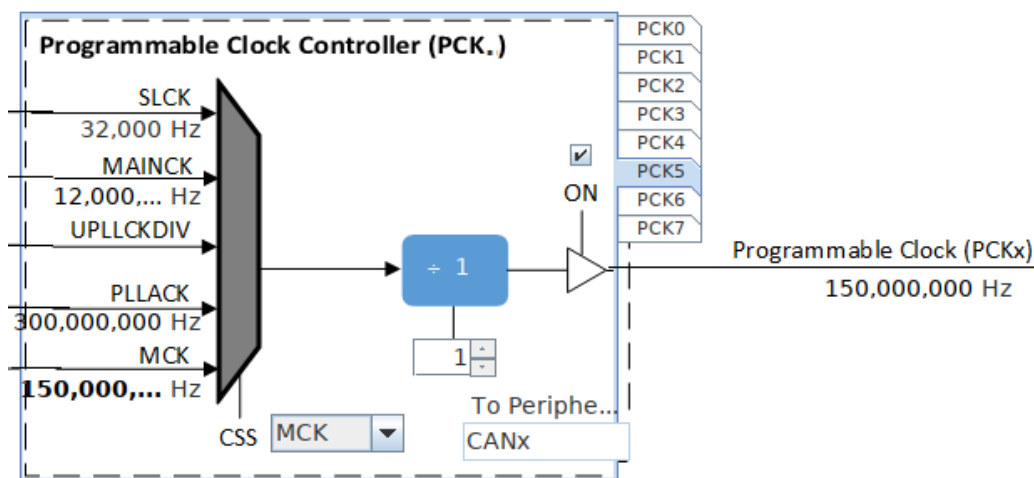 Programmable Clock Controller (PCK..)
SLCK
32,000 Hz
MAINCK
12,000,... Hz
UPLLCKDIV
PLLACK
300,000,000 Hz
MCK
150,000,... Hz
CSS
MCK
÷ 1
1
ON
To Periphe...
CANx
PCK0
PCK1
PCK2
PCK3
PCK4
PCK5
PCK6
PCK7
Programmable Clock (PCKx)
150,000,000 Hz